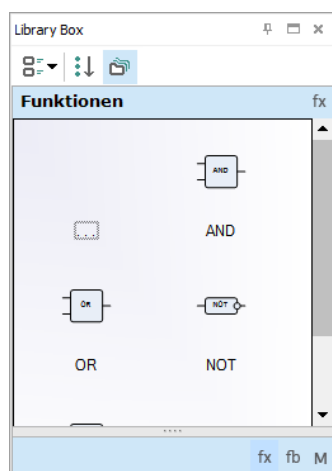 Library Box
Funktionen fx
AND
...
AND
OR
NOT
OR NOT
fx fb M